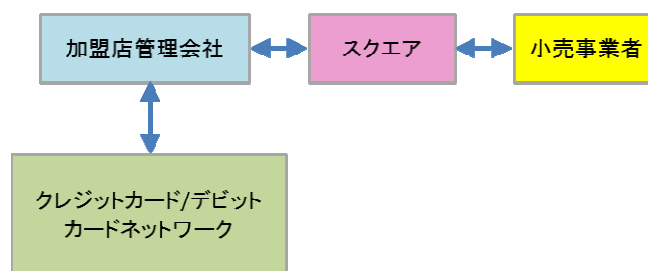 加盟店管理会社
スクエア
小売事業者
クレジットカード/デビット
カードネットワーク